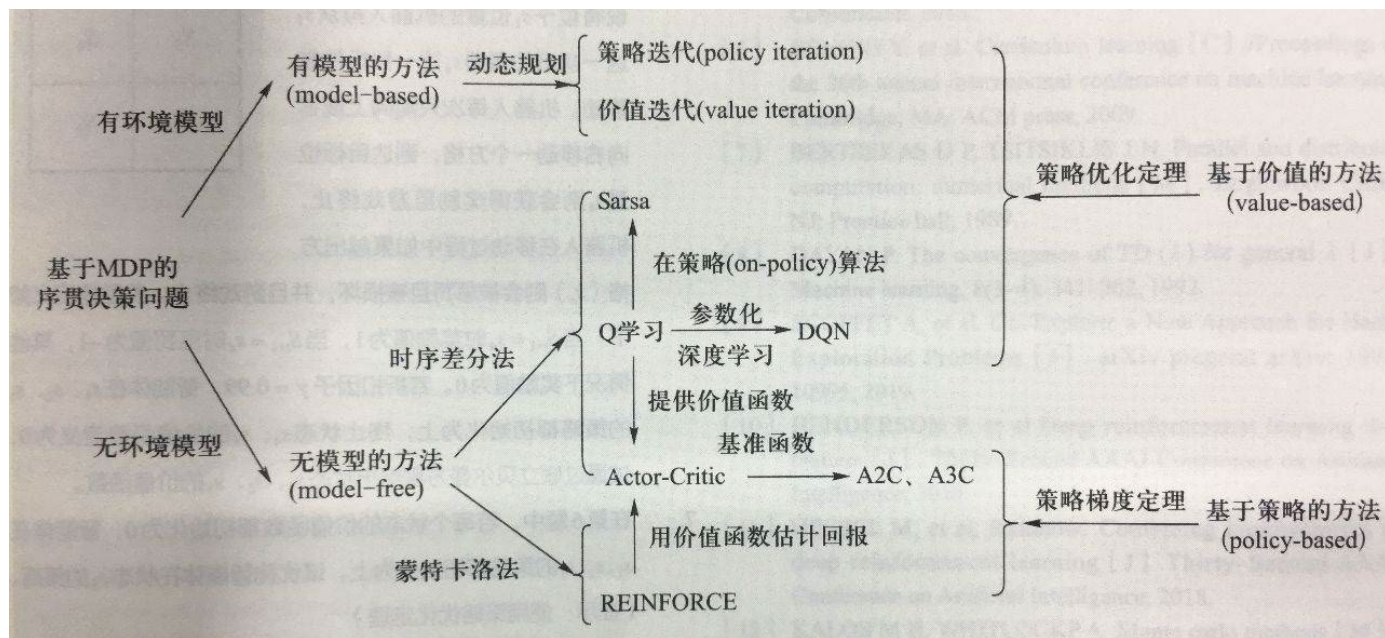 有环境模型
有模型的方法
(model-based)
动态规划
策略迭代(policy iteration)
价值迭代(value iteration)
策略优化定理
基于价值的方法
(value-based)
Sarsa
在策略(on-policy)算法
基于MDP的
序贯决策问题
Q学习
参数化
深度学习
DQN
时序差分法
提供价值函数
无环境模型
无模型的方法
(model-free)
基准函数
Actor-Critic
A2C、A3C
策略梯度定理
基于策略的方法
(policy-based)
用价值函数估计回报
蒙特卡洛法
REINFORCE